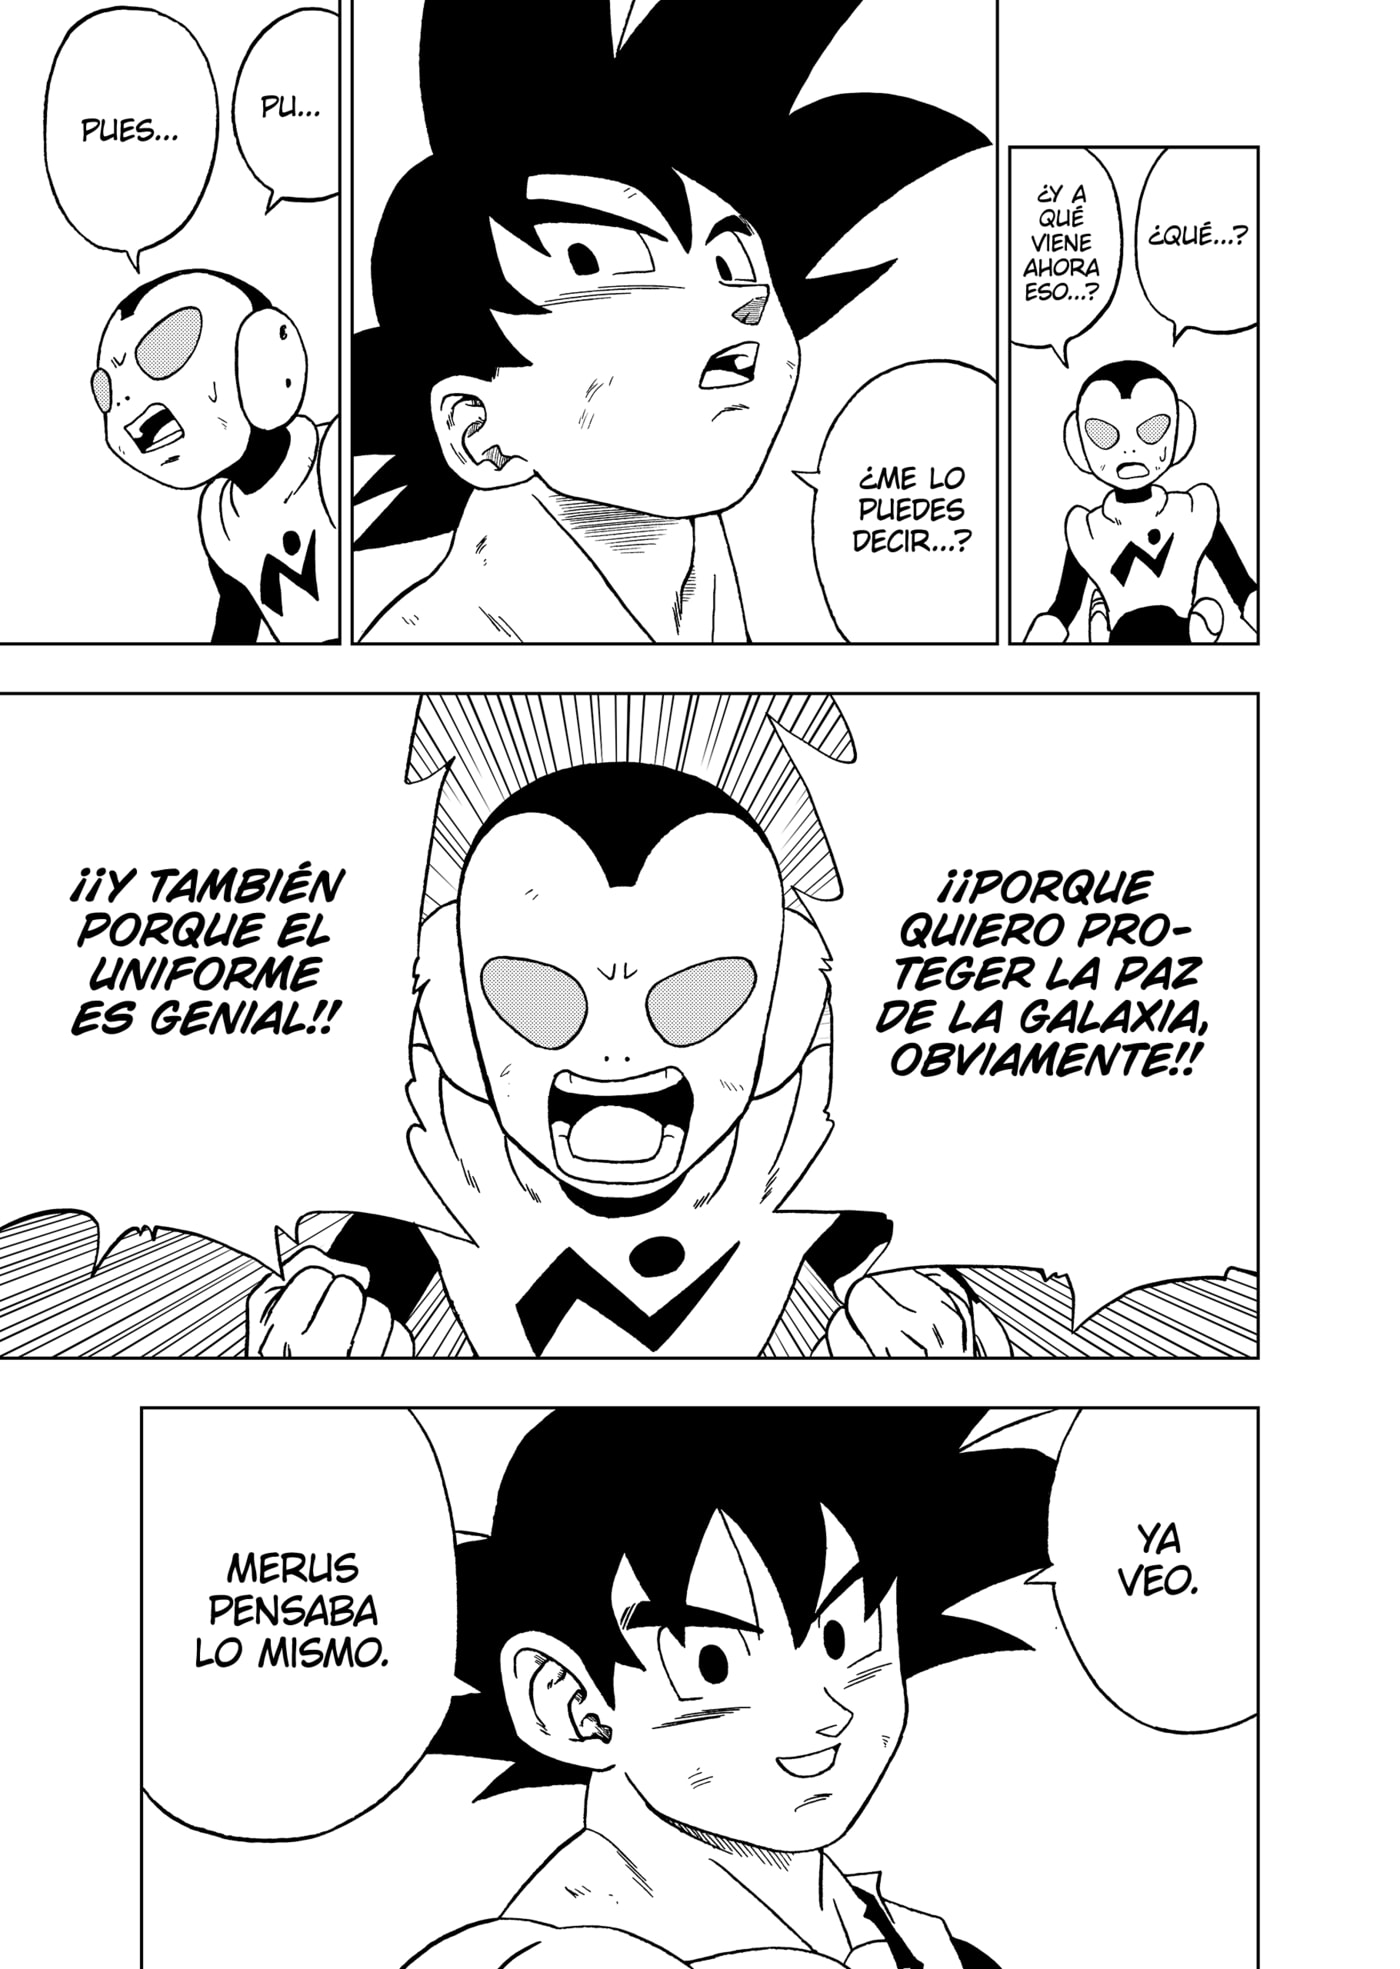 ¿QUÉ...?
¿Y A
QUÉ
VIENE
AHORA
ESO...?
¿ME LO
PUEDES
DECIR...?
PU...
PUES...
¡¡PORQUE
QUIERO PRO-
TEGER LA PAZ
DE LA GALAXIA,
OBVIAMENTE!!
¡¡Y TAMBIÉN
PORQUE EL
UNIFORME
ES GENIAL!!
YA
VEO.
MERUS
PENSABA
LO MISMO.